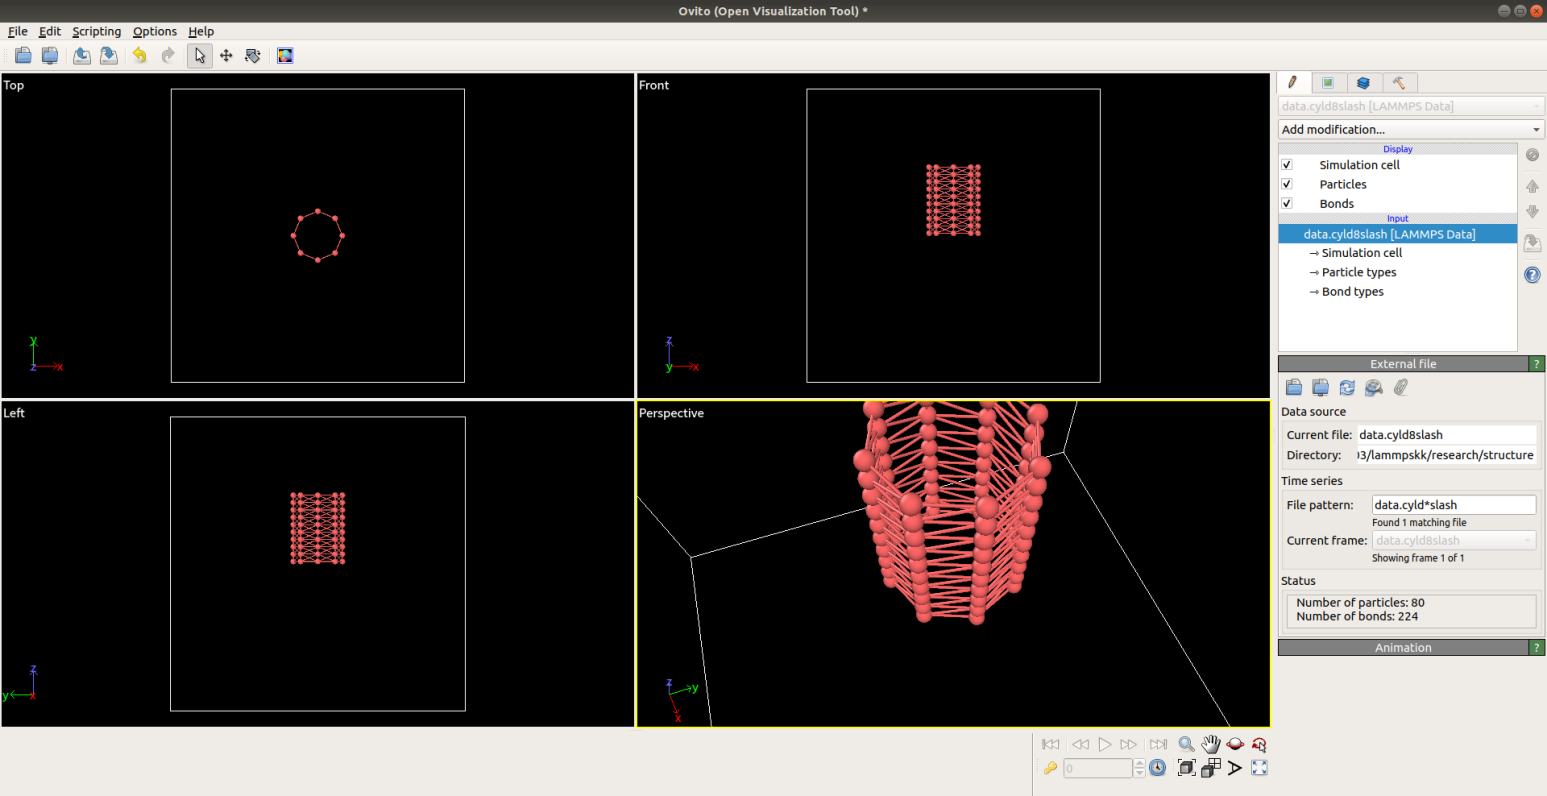 Ovito (Open Visualization Tool) *
File Edit Scripting Options Help
Top
y
z x
Front
z
y x
Left
z
y x
Perspective
z
y
x
data.cyld8slash [LAMMPS Data]
Add modification...
Display
Simulation cell
Particles
Bonds
Input
data.cyld8slash [LAMMPS Data]
→ Simulation cell
→ Particle types
→ Bond types
External file ?
Data source
Current file: data.cyld8slash
Directory: /lammpskk/research/structure
Time series
File pattern: data.cyld*slash
Found 1 matching file
Current frame: data.cyld8slash
Showing frame 1 of 1
Status
Number of particles: 80
Number of bonds: 224
Animation ?
0